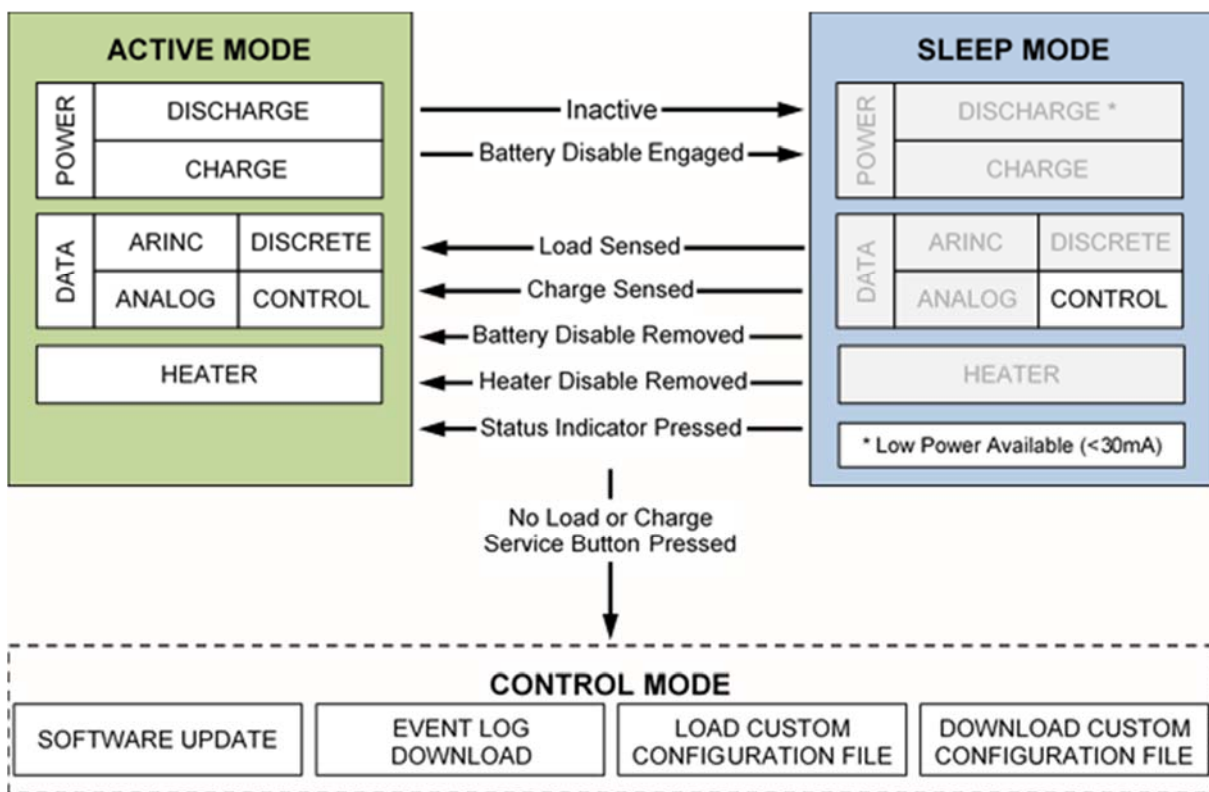 ACTIVE MODE
POWER
DISCHARGE
CHARGE
DATA
ARINC
DISCRETE
ANALOG
CONTROL
HEATER
Inactive
Battery Disable Engaged
Load Sensed
Charge Sensed
Battery Disable Removed
Heater Disable Removed
Status Indicator Pressed
SLEEP MODE
POWER
DISCHARGE *
CHARGE
DATA
ARINC
DISCRETE
ANALOG
CONTROL
HEATER
* Low Power Available (<30mA)
No Load or Charge
Service Button Pressed
CONTROL MODE
SOFTWARE UPDATE
EVENT LOG
DOWNLOAD
LOAD CUSTOM
CONFIGURATION FILE
DOWNLOAD CUSTOM
CONFIGURATION FILE